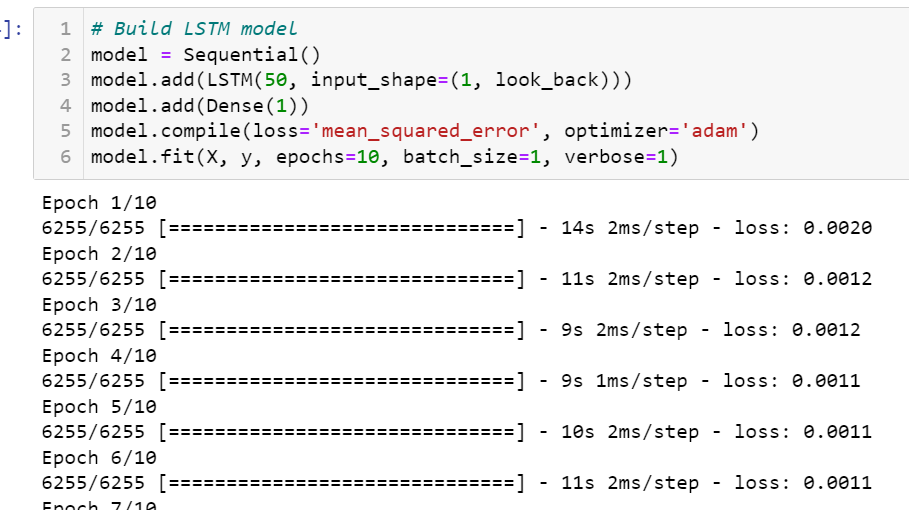 ]:
1 # Build LSTM model
2 model = Sequential()
3 model.add(LSTM(50, input_shape=(1, look_back)))
4 model.add(Dense(1))
5 model.compile(loss='mean_squared_error', optimizer='adam')
6 model.fit(X, y, epochs=10, batch_size=1, verbose=1)
Epoch 1/10
6255/6255 [==============================] - 14s 2ms/step - loss: 0.0020
Epoch 2/10
6255/6255 [==============================] - 11s 2ms/step - loss: 0.0012
Epoch 3/10
6255/6255 [==============================] - 9s 2ms/step - loss: 0.0012
Epoch 4/10
6255/6255 [==============================] - 9s 1ms/step - loss: 0.0011
Epoch 5/10
6255/6255 [==============================] - 10s 2ms/step - loss: 0.0011
Epoch 6/10
6255/6255 [==============================] - 11s 2ms/step - loss: 0.0011
Epoch 7/10